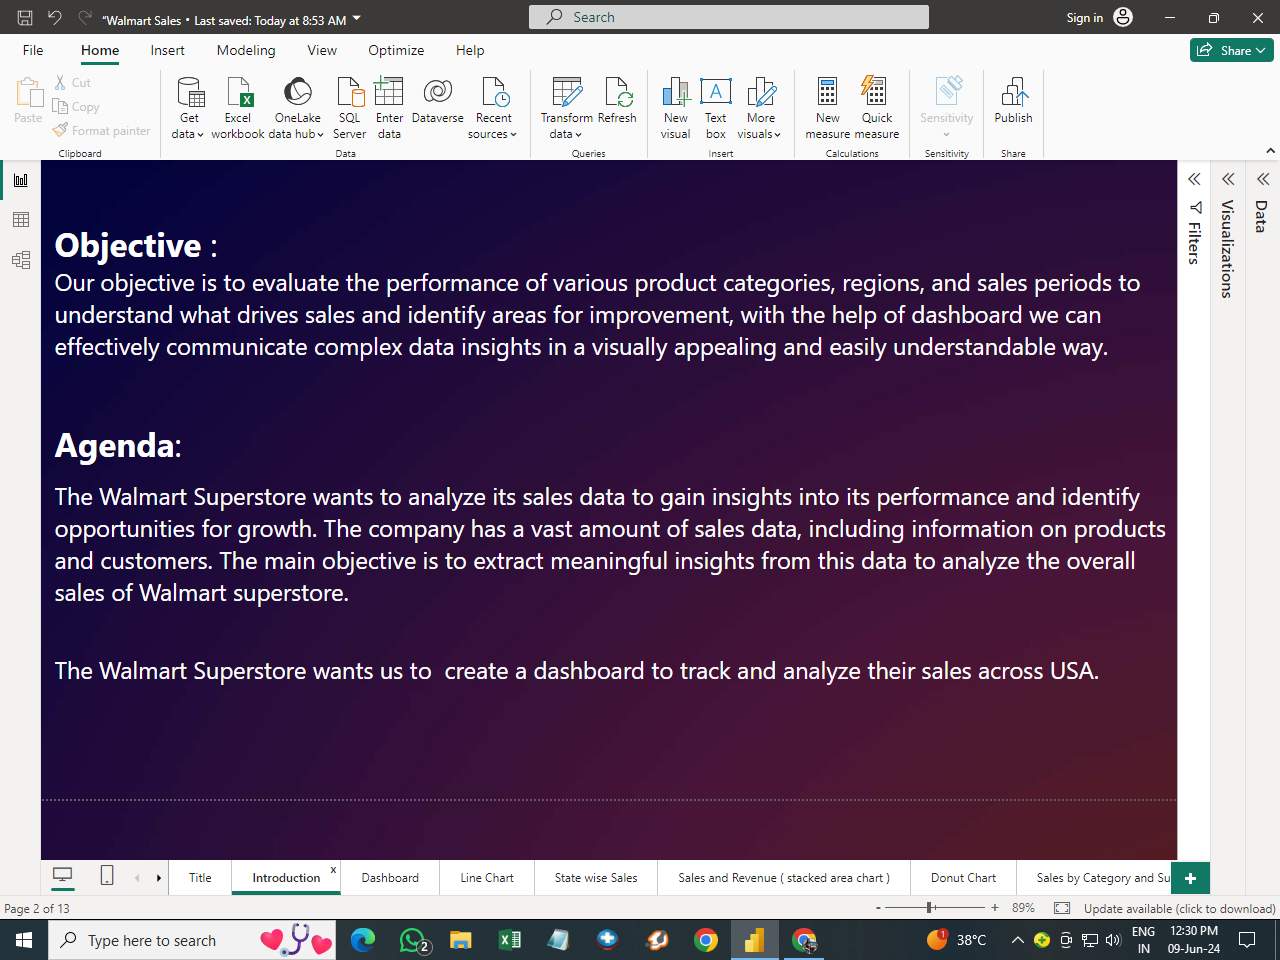 "Walmart Sales • Last saved: Today at 8:53 AM
Search
Sign in
File
Home
Insert
Modeling
View
Optimize
Help
Share
Paste
Cut
Copy
Format painter
Clipboard
Get data
Excel workbook
OneLake data hub
SQL Server
Enter data
Dataverse
Recent sources
Data
Transform data
Refresh
Queries
New visual
Text box
More visuals
Insert
New measure
Quick measure
Calculations
Sensitivity
Sensitivity
Publish
Share
Objective :
Our objective is to evaluate the performance of various product categories, regions, and sales periods to
understand what drives sales and identify areas for improvement, with the help of dashboard we can
effectively communicate complex data insights in a visually appealing and easily understandable way.
Agenda:
The Walmart Superstore wants to analyze its sales data to gain insights into its performance and identify
opportunities for growth. The company has a vast amount of sales data, including information on products
and customers. The main objective is to extract meaningful insights from this data to analyze the overall
sales of Walmart superstore.
The Walmart Superstore wants us to  create a dashboard to track and analyze their sales across USA.
Filters
Visualizations
Data
Title
Introduction
x
Dashboard
Line Chart
State wise Sales
Sales and Revenue ( stacked area chart )
Donut Chart
Sales by Category and Su
+
Page 2 of 13
- + 89%
Update available (click to download)
Type here to search
2
1
38°C
ENG
IN
12:30 PM
09-Jun-24